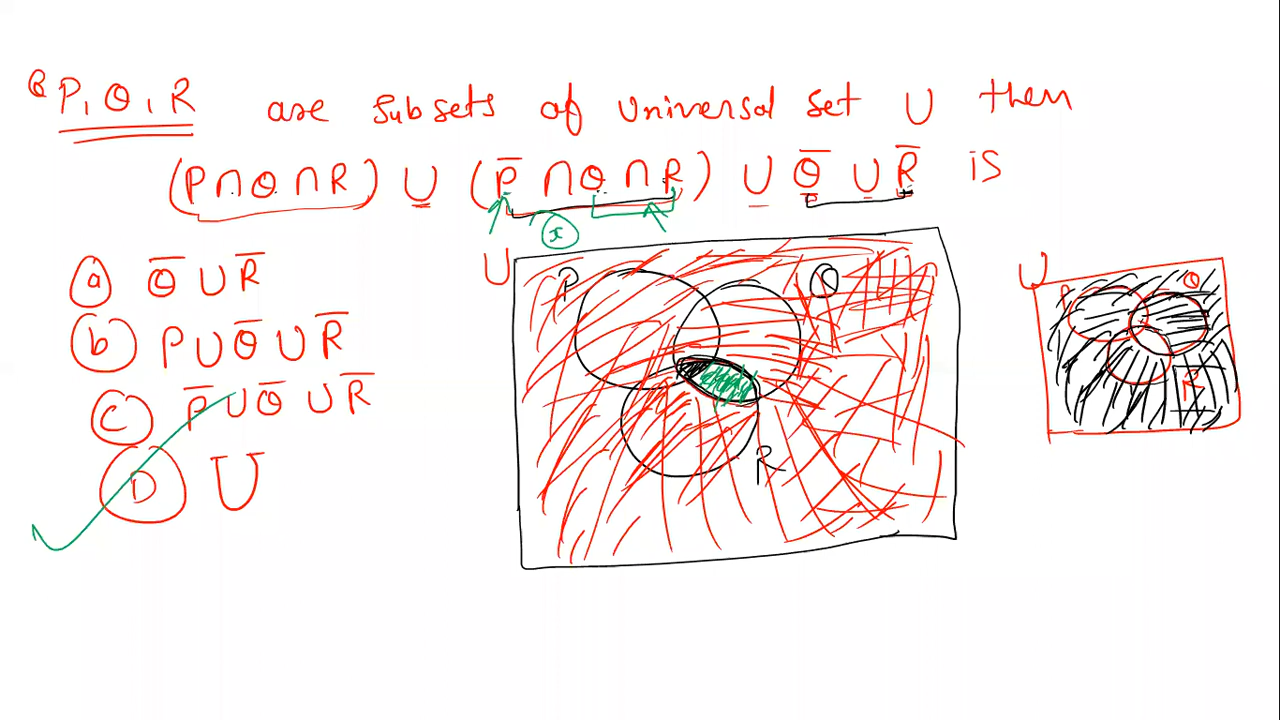 Q P, Q, R are subsets of universal set U then
(P∩Q∩R) ∪ (P̅ ∩ Q ∩ R) ∪ Q̅ ∪ R̅ is
x
a Q̅ ∪ R̅
b P ∪ Q̅ ∪ R̅
c P̅ ∪ Q̅ ∪ R̅
D U
U P Q R
U P Q R